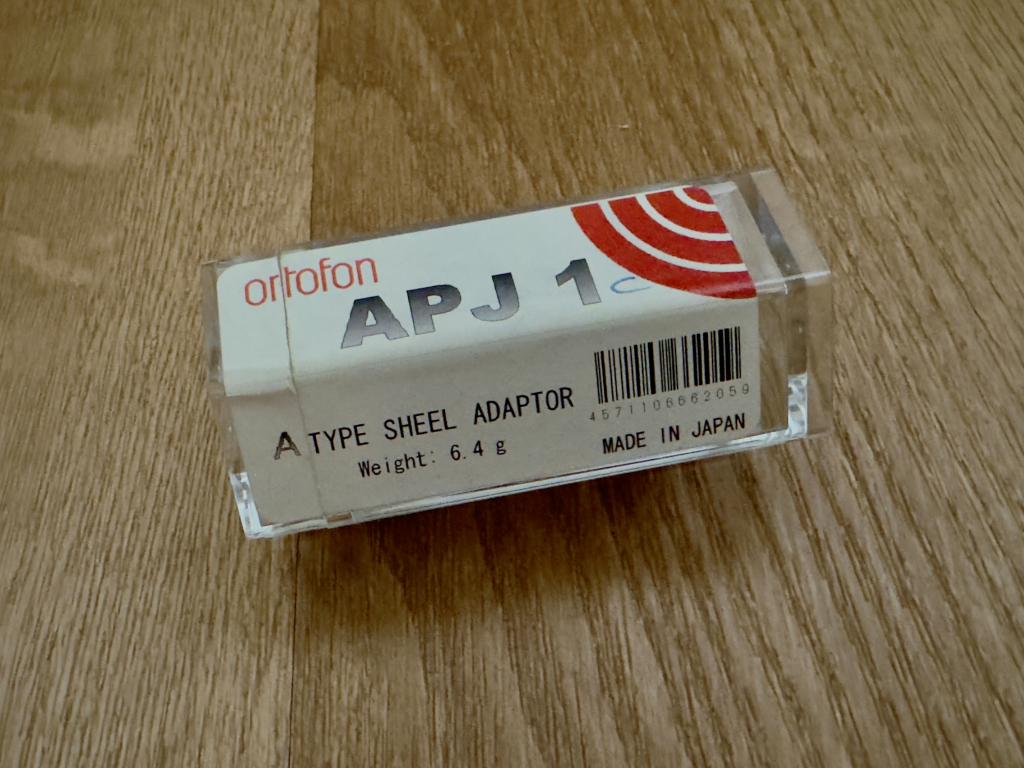 ortofon
APJ 1
A TYPE SHEEL ADAPTOR
Weight: 6.4 g
4571106662059
MADE IN JAPAN